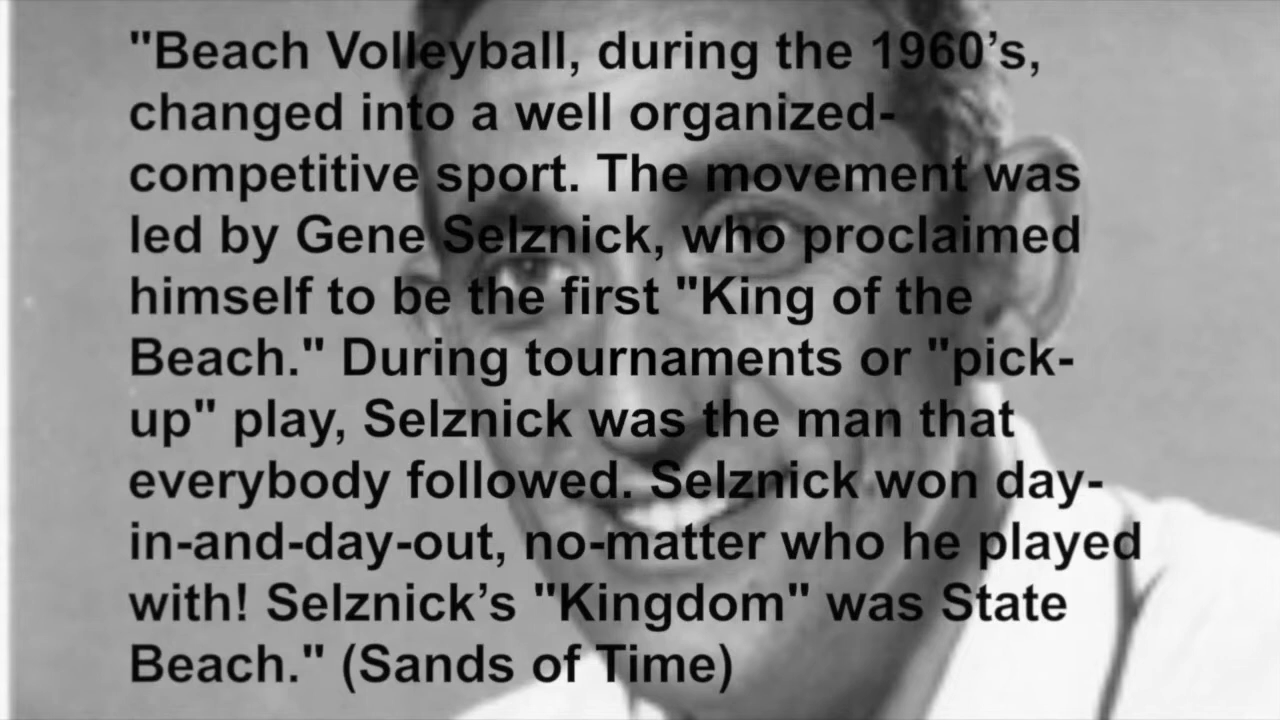 "Beach Volleyball, during the 1960’s,
changed into a well organized-
competitive sport. The movement was
led by Gene Selznick, who proclaimed
himself to be the first "King of the
Beach." During tournaments or "pick-
up" play, Selznick was the man that
everybody followed. Selznick won day-
in-and-day-out, no-matter who he played
with! Selznick’s "Kingdom" was State
Beach." (Sands of Time)